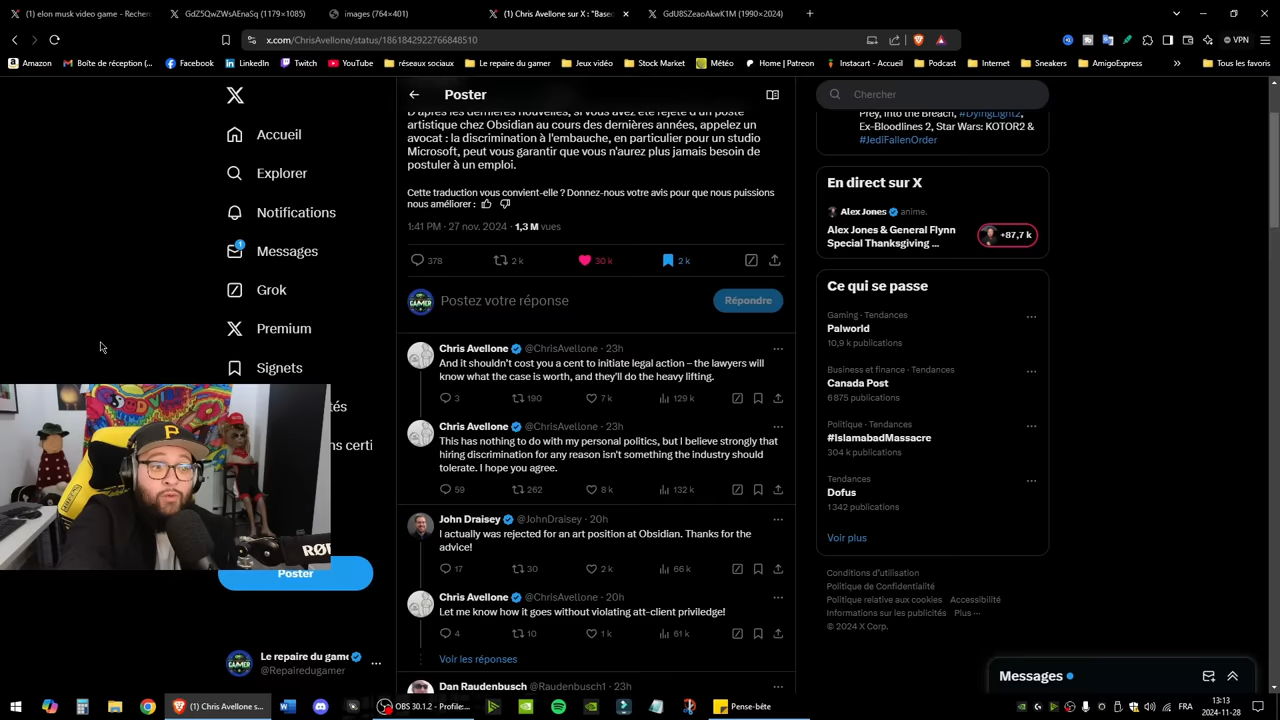 (1) elon musk video game - Recherc
GdZ5QwZWsAEnaSq (1179×1085)
images (764×401)
(1) Chris Avellone sur X : "Base
GdU8SZeaoAkwK1M (1990×2024)
x.com/ChrisAvellone/status/1861842922766848510
VPN
Amazon
Boîte de réception (...
Facebook
LinkedIn
Twitch
YouTube
réseaux sociaux
Le repaire du gamer
Jeux vidéo
Stock Market
Météo
Home | Patreon
Instacart - Accueil
Podcast
Internet
Sneakers
AmigoExpress
Tous les favoris
Accueil
Explorer
Notifications
1
Messages
Grok
Premium
Signets
Poster
Le repaire du game
@Repairedugamer
Poster
D'après les dernières nouvelles, si vous avez été rejeté d'un poste
artistique chez Obsidian au cours des dernières années, appelez un
avocat : la discrimination à l'embauche, en particulier pour un studio
Microsoft, peut vous garantir que vous n'aurez plus jamais besoin de
postuler à un emploi.
Cette traduction vous convient-elle ? Donnez-nous votre avis pour que nous puissions
nous améliorer :
1:41 PM · 27 nov. 2024 · 1,3 M vues
378
2 k
30 k
2 k
Postez votre réponse
Répondre
Chris Avellone @ChrisAvellone · 23h
And it shouldn't cost you a cent to initiate legal action – the lawyers will
know what the case is worth, and they'll do the heavy lifting.
3
190
7 k
129 k
Chris Avellone @ChrisAvellone · 23h
This has nothing to do with my personal politics, but I believe strongly that
hiring discrimination for any reason isn't something the industry should
tolerate. I hope you agree.
59
262
8 k
132 k
John Draisey @JohnDraisey · 20h
I actually was rejected for an art position at Obsidian. Thanks for the
advice!
17
30
2 k
66 k
Chris Avellone @ChrisAvellone · 20h
Let me know how it goes without violating att-client priviledge!
4
10
1 k
61 k
Voir les réponses
Dan Raudenbusch @Raudenbusch1 · 23h
Chercher
Prey, Into the Breach, #DyingLight2,
Ex-Bloodlines 2, Star Wars: KOTOR2 &
#JediFallenOrder
En direct sur X
Alex Jones anime.
Alex Jones & General Flynn
Special Thanksgiving ...
+87,7 k
Ce qui se passe
Gaming · Tendances
Palworld
10,9 k publications
Business et finance · Tendances
Canada Post
6 875 publications
Politique · Tendances
#IslamabadMassacre
304 k publications
Tendances
Dofus
1 342 publications
Voir plus
Conditions d'utilisation
Politique de Confidentialité
Politique relative aux cookies Accessibilité
Informations sur les publicités Plus ···
© 2024 X Corp.
Messages
(1) Chris Avellone s...
OBS 30.1.2 - Profile...
Pense-bête
FRA
13:13
2024-11-28